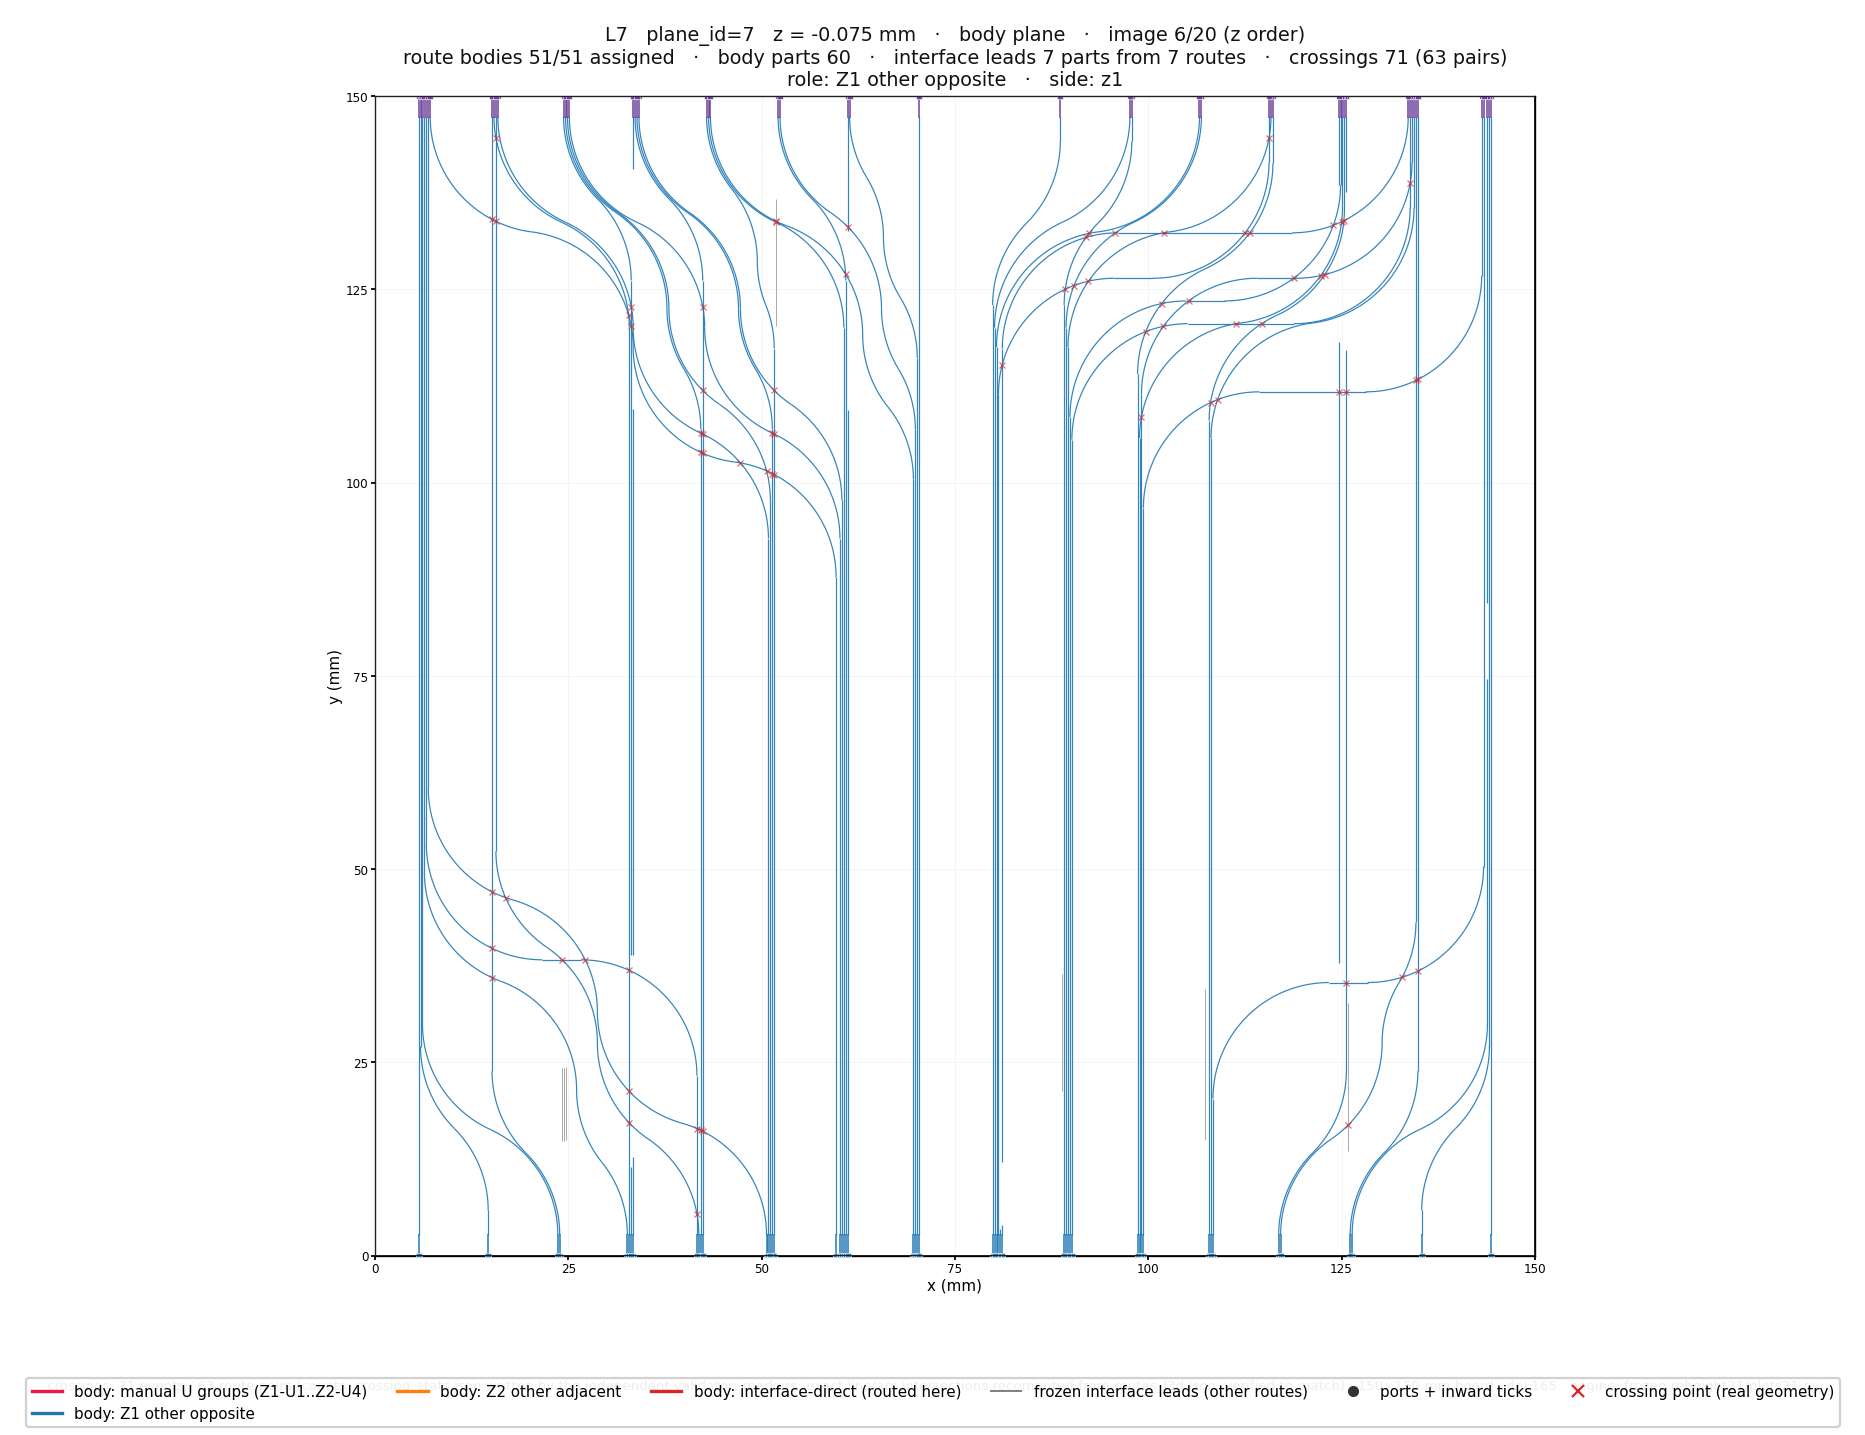 L7 plane_id=7 z = -0.075 mm · body plane · image 6/20 (z order)
route bodies 51/51 assigned · body parts 60 · interface leads 7 parts from 7 routes · crossings 71 (63 pairs)
role: Z1 other opposite · side: z1
150
125
100
75
50
25
0
y (mm)
0 25 50 75 100 125 150
x (mm)
body: manual U groups (Z1-U1..Z2-U4) body: Z2 other adjacent body: interface-direct (routed here) frozen interface leads (other routes) ports + inward ticks crossing point (real geometry)
body: Z1 other opposite